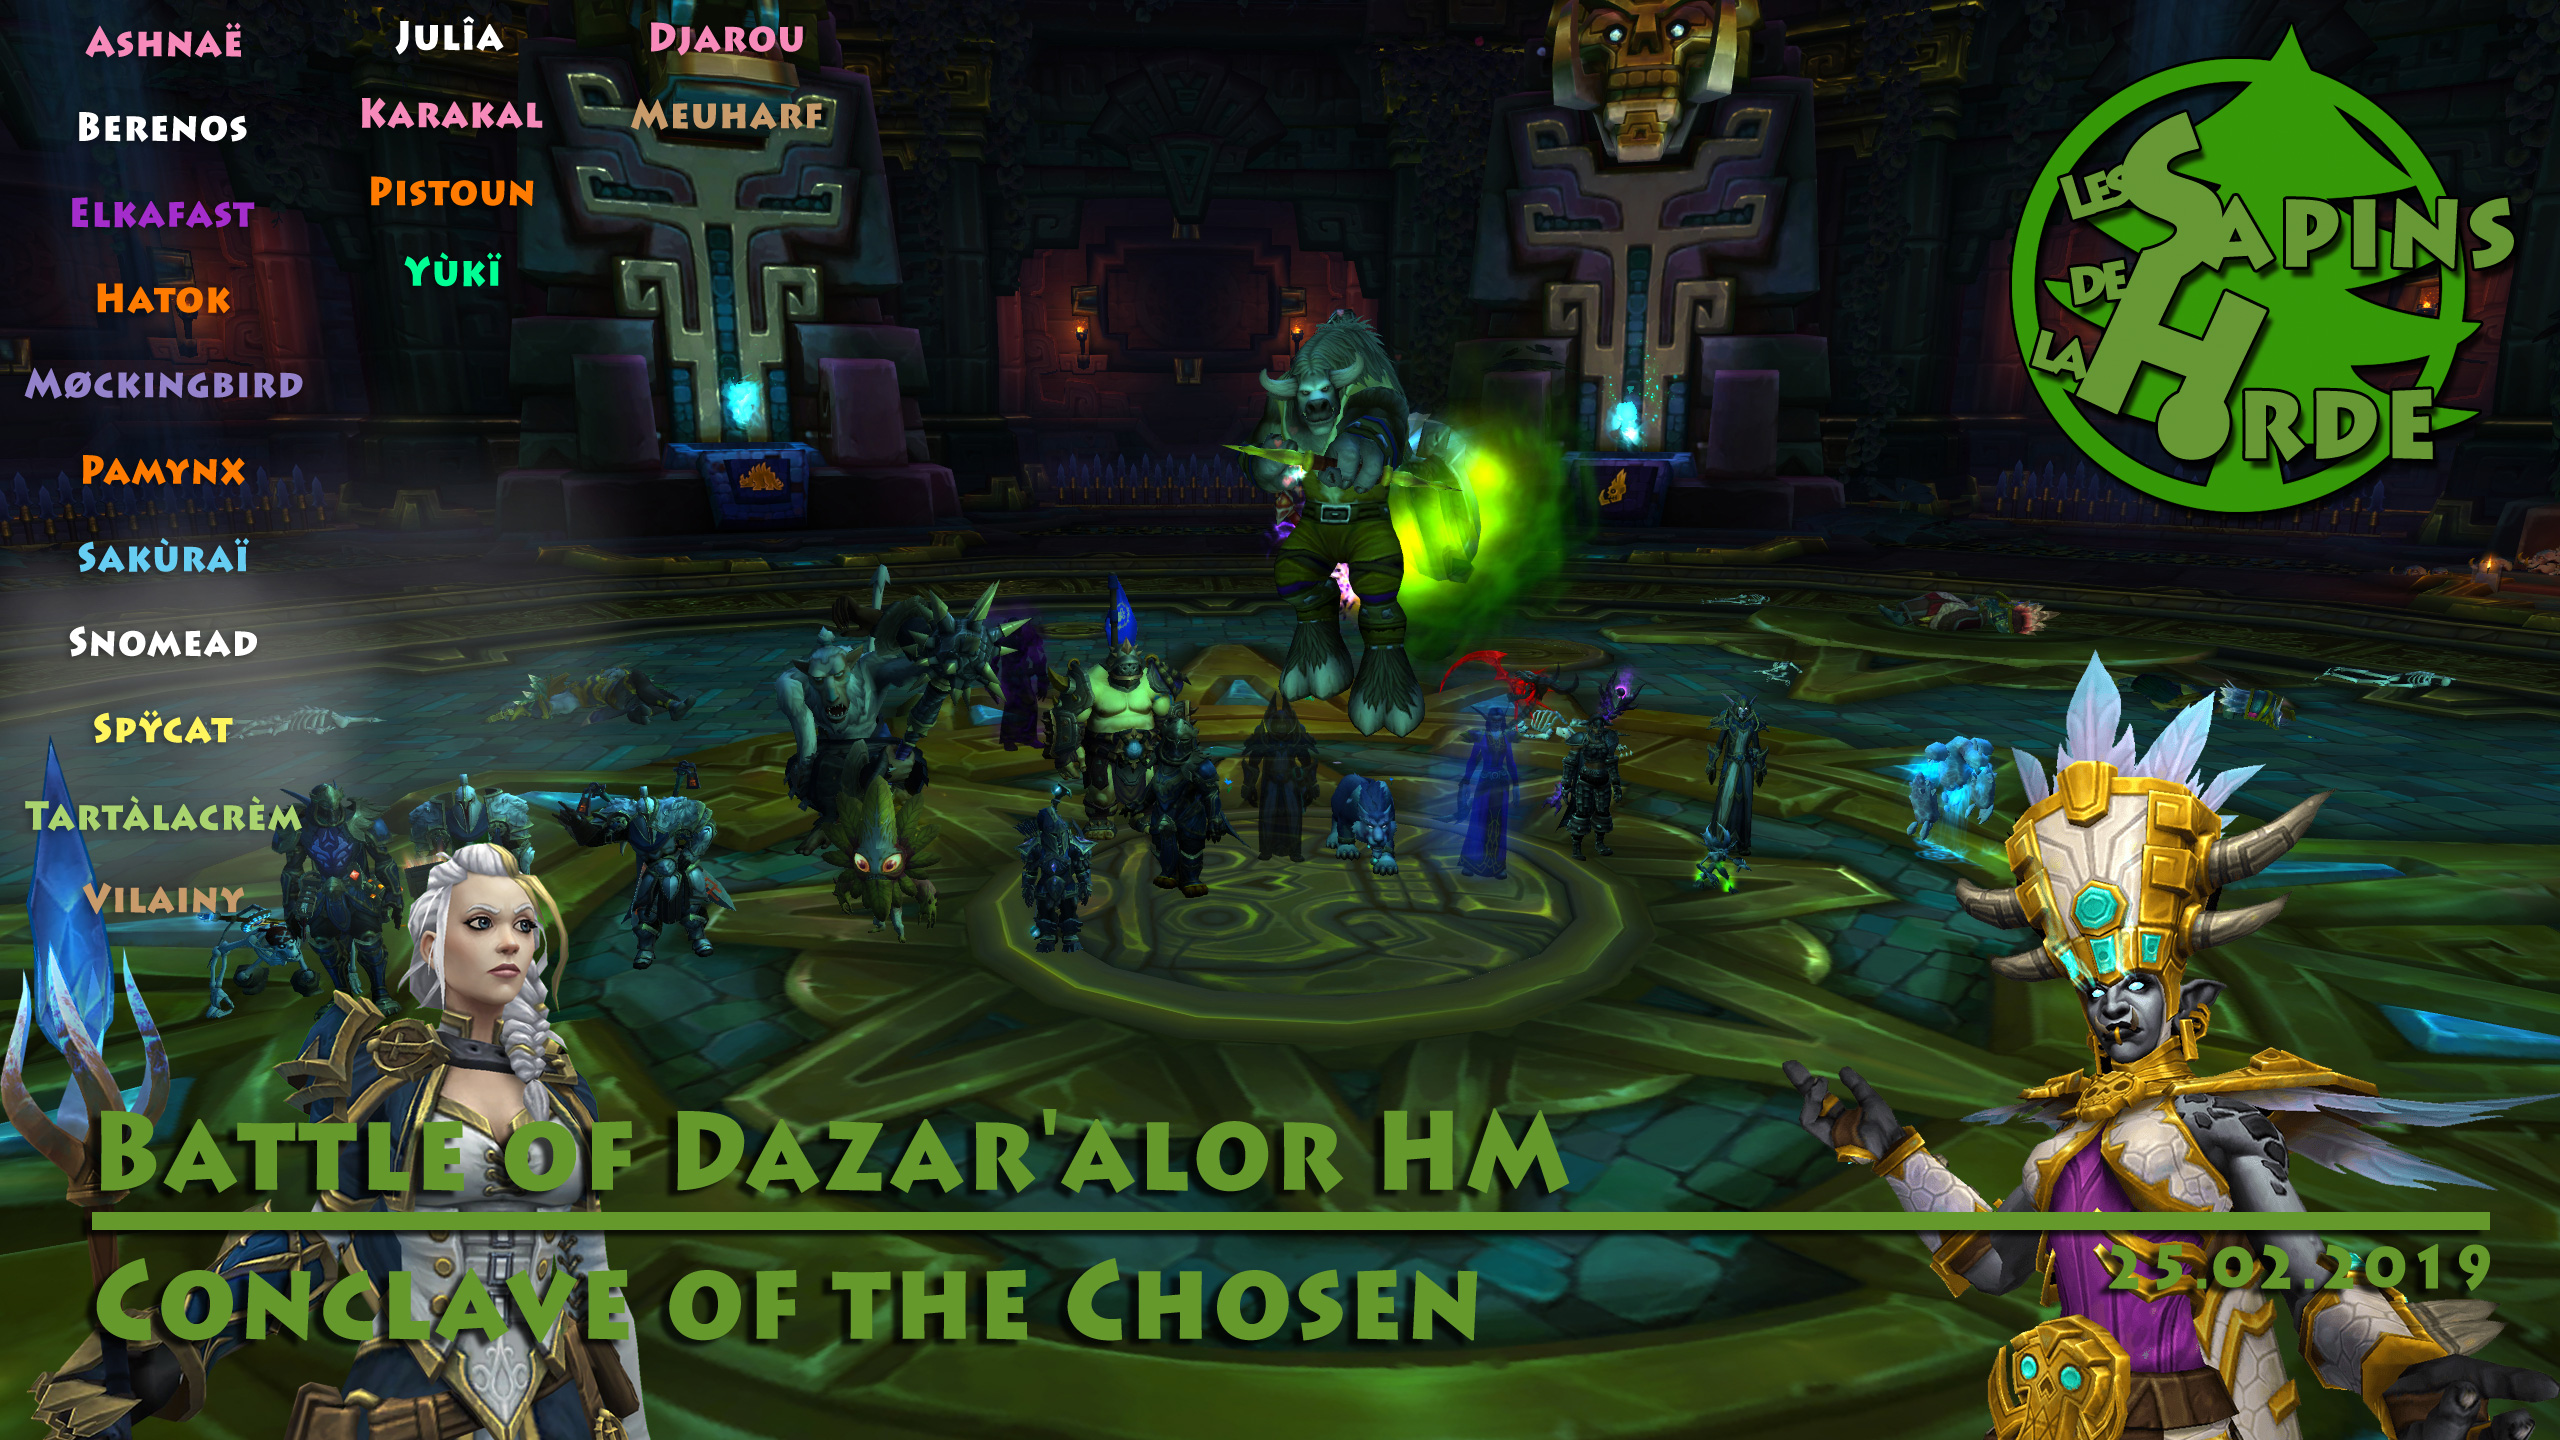 Ashnaë
Berenos
Elkafast
Hatok
Møckingbird
Pamynx
Sakùraï
Snomead
Spÿcat
Tartàlacrèm
Vilainy
Julîa
Karakal
Pistoun
Yùkï
Djarou
Meuharf
Les Sapins
de
la Horde
Battle of Dazar'alor HM
Conclave of the Chosen
25.02.2019